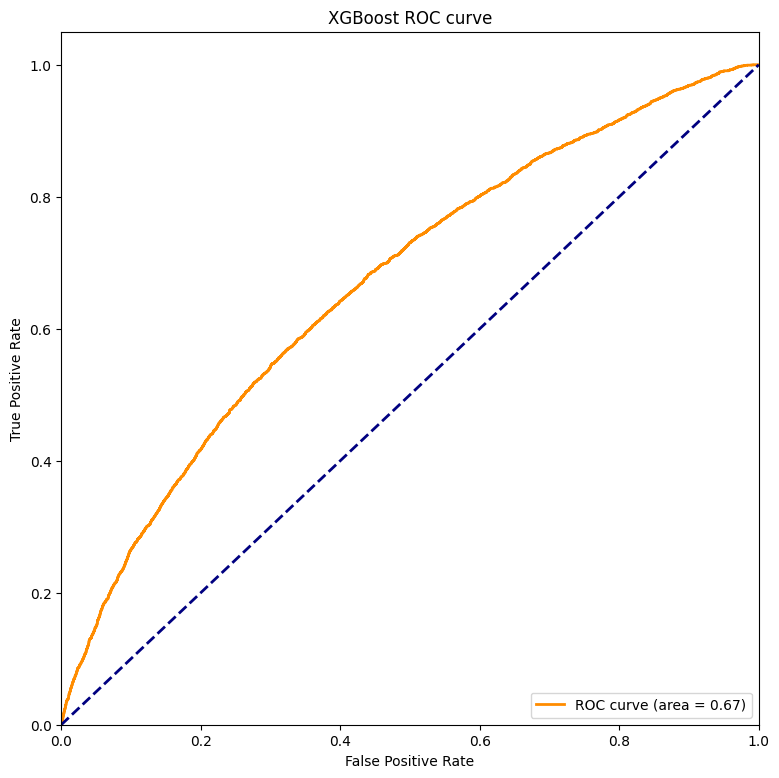 XGBoost ROC curve
1.0
0.8
0.6
0.4
0.2
0.0
True Positive Rate
ROC curve (area = 0.67)
0.0 0.2 0.4 0.6 0.8 1.0
False Positive Rate